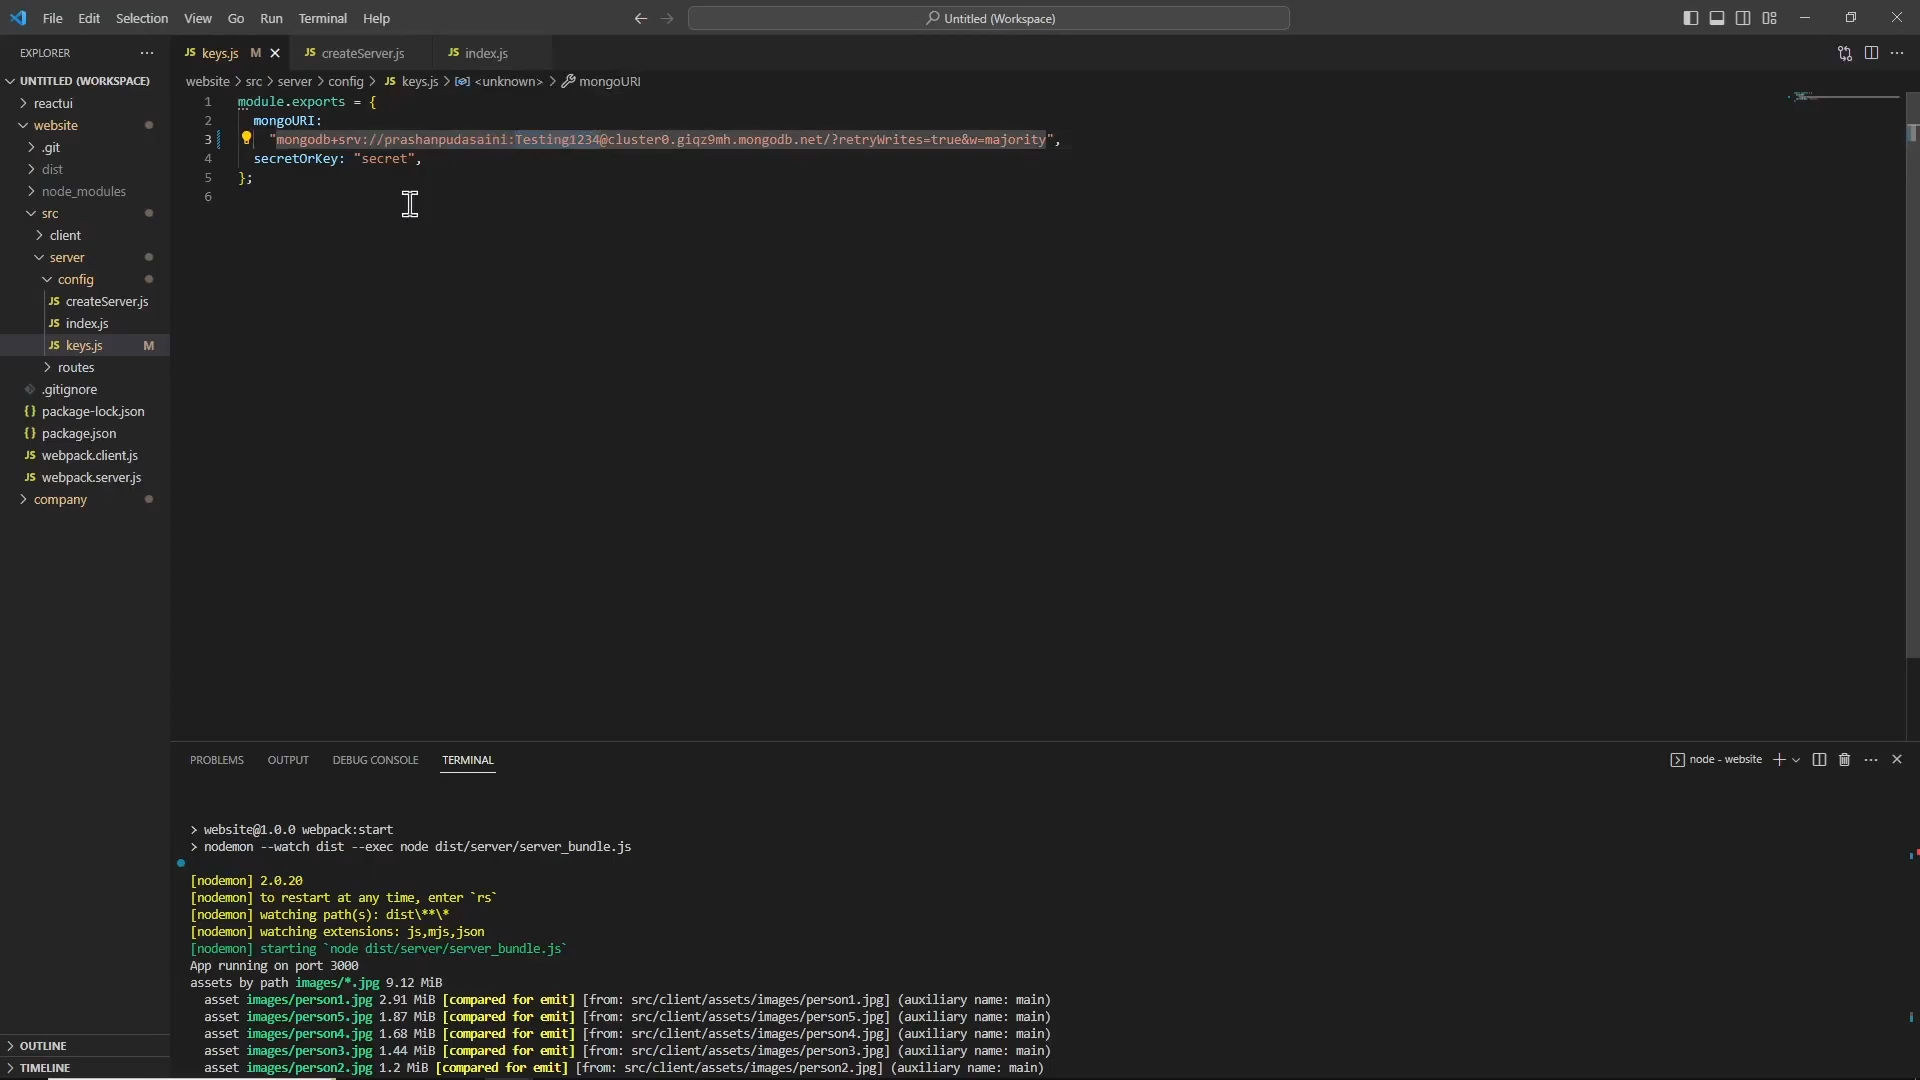 File Edit Selection View Go Run Terminal Help
Untitled (Workspace)
EXPLORER
UNTITLED (WORKSPACE)
reactui
website
.git
dist
node_modules
src
client
server
config
JS createServer.js
JS index.js
JS keys.js M
routes
.gitignore
{} package-lock.json
{} package.json
JS webpack.client.js
JS webpack.server.js
company
OUTLINE
TIMELINE
JS keys.js M
JS createServer.js
JS index.js
website > src > server > config > JS keys.js > <unknown> > mongoURI
1 module.exports = {
2 mongoURI:
3 "mongodb+srv://prashanpudasaini:Testing1234@cluster0.giqz9mh.mongodb.net/?retryWrites=true&w=majority",
4 secretOrKey: "secret",
5 };
6
PROBLEMS OUTPUT DEBUG CONSOLE TERMINAL
node - website
> website@1.0.0 webpack:start
> nodemon --watch dist --exec node dist/server/server_bundle.js
[nodemon] 2.0.20
[nodemon] to restart at any time, enter `rs`
[nodemon] watching path(s): dist\**\*
[nodemon] watching extensions: js,mjs,json
[nodemon] starting `node dist/server/server_bundle.js`
App running on port 3000
assets by path images/*.jpg 9.12 MiB
asset images/person1.jpg 2.91 MiB [compared for emit] [from: src/client/assets/images/person1.jpg] (auxiliary name: main)
asset images/person5.jpg 1.87 MiB [compared for emit] [from: src/client/assets/images/person5.jpg] (auxiliary name: main)
asset images/person4.jpg 1.68 MiB [compared for emit] [from: src/client/assets/images/person4.jpg] (auxiliary name: main)
asset images/person3.jpg 1.44 MiB [compared for emit] [from: src/client/assets/images/person3.jpg] (auxiliary name: main)
asset images/person2.jpg 1.2 MiB [compared for emit] [from: src/client/assets/images/person2.jpg] (auxiliary name: main)